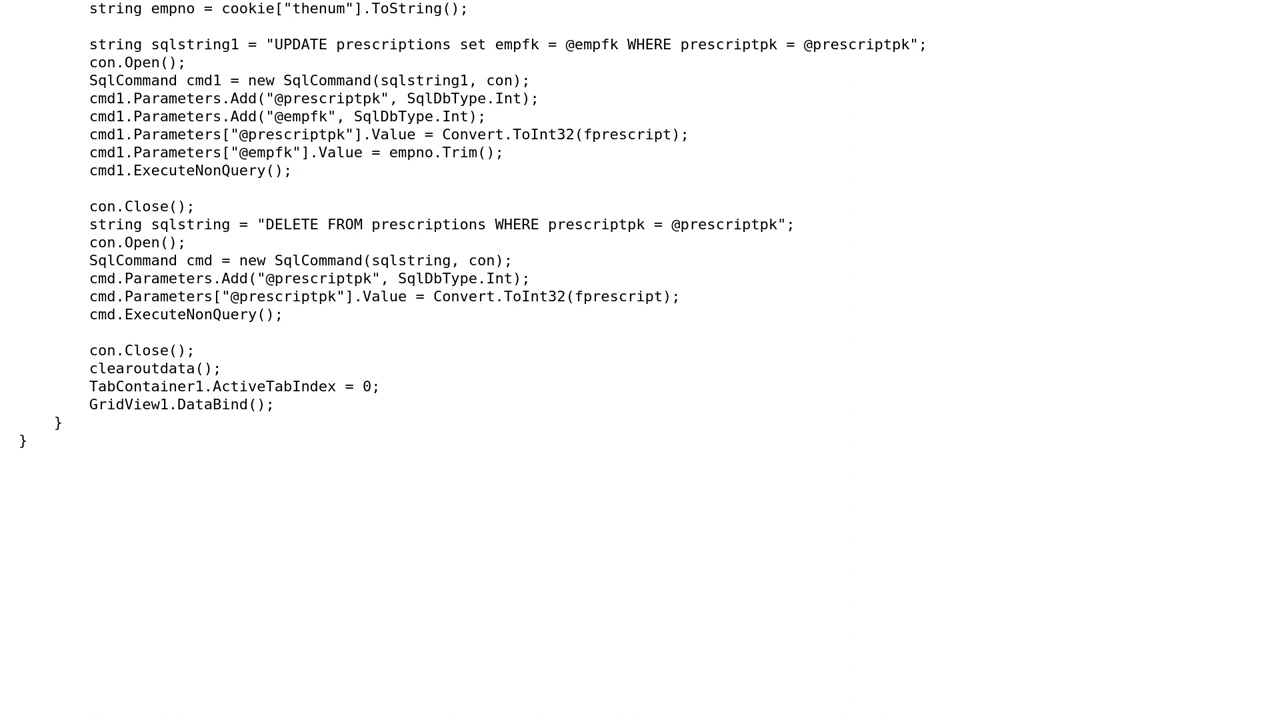 string empno = cookie["thenum"].ToString();
string sqlstring1 = "UPDATE prescriptions set empfk = @empfk WHERE prescriptpk = @prescriptpk";
con.Open();
SqlCommand cmd1 = new SqlCommand(sqlstring1, con);
cmd1.Parameters.Add("@prescriptpk", SqlDbType.Int);
cmd1.Parameters.Add("@empfk", SqlDbType.Int);
cmd1.Parameters["@prescriptpk"].Value = Convert.ToInt32(fprescript);
cmd1.Parameters["@empfk"].Value = empno.Trim();
cmd1.ExecuteNonQuery();
con.Close();
string sqlstring = "DELETE FROM prescriptions WHERE prescriptpk = @prescriptpk";
con.Open();
SqlCommand cmd = new SqlCommand(sqlstring, con);
cmd.Parameters.Add("@prescriptpk", SqlDbType.Int);
cmd.Parameters["@prescriptpk"].Value = Convert.ToInt32(fprescript);
cmd.ExecuteNonQuery();
con.Close();
clearoutdata();
TabContainer1.ActiveTabIndex = 0;
GridView1.DataBind();
}
}